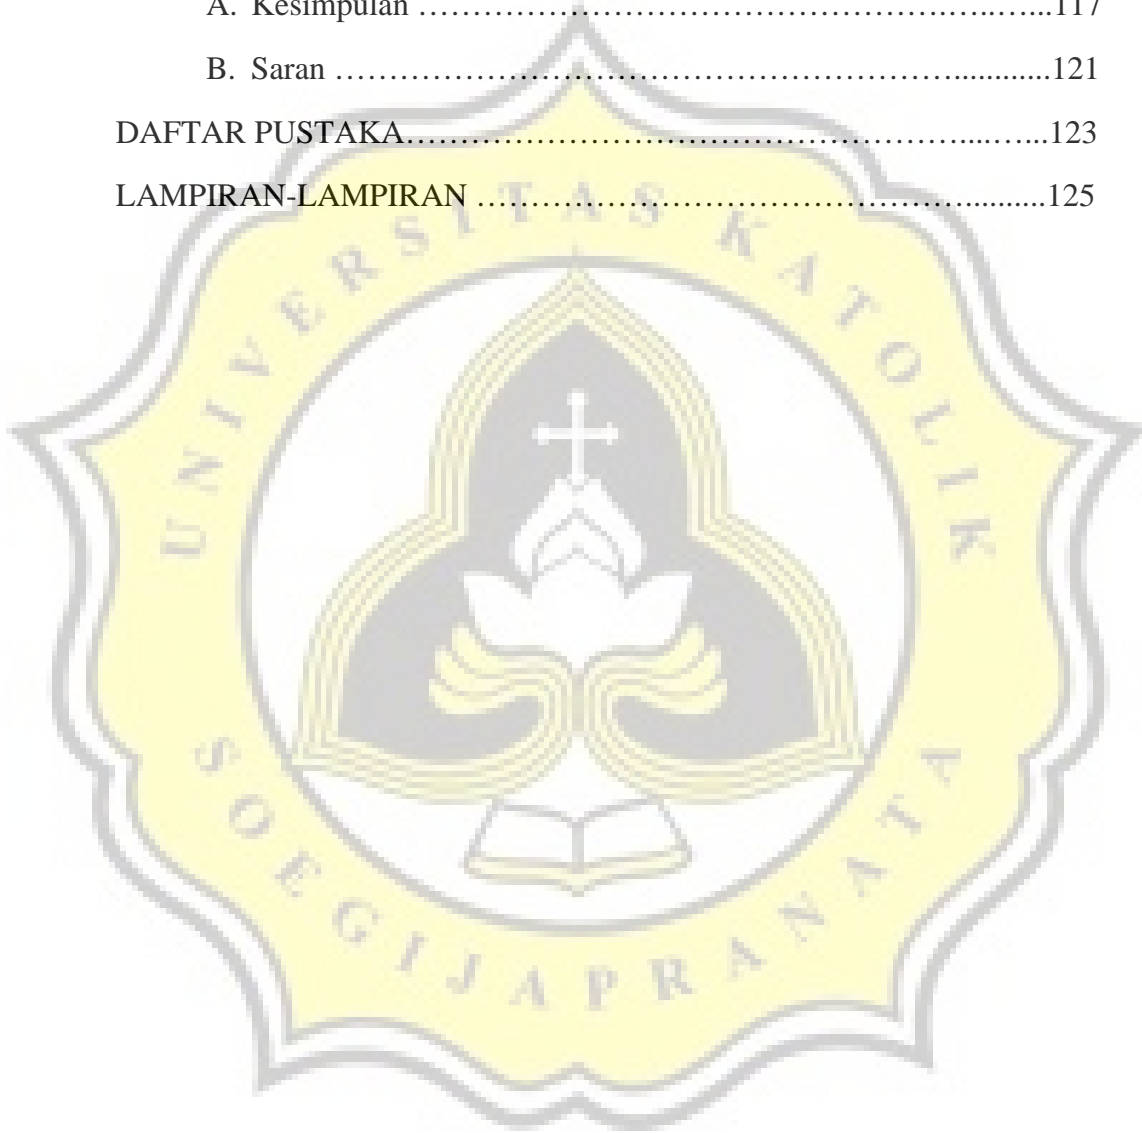 A. Kesimpulan ……………………………………………….…..…...117
B. Saran …………………………………………………...........121
DAFTAR PUSTAKA……………………………………………....…...123
LAMPIRAN-LAMPIRAN ………………………………………..........125
UNIVERSITAS KATOLIK
SOEGIJAPRANATA